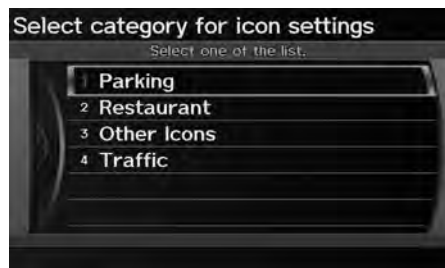 Select category for icon settings
Select one of the list.
1 Parking
2 Restaurant
3 Other Icons
4 Traffic